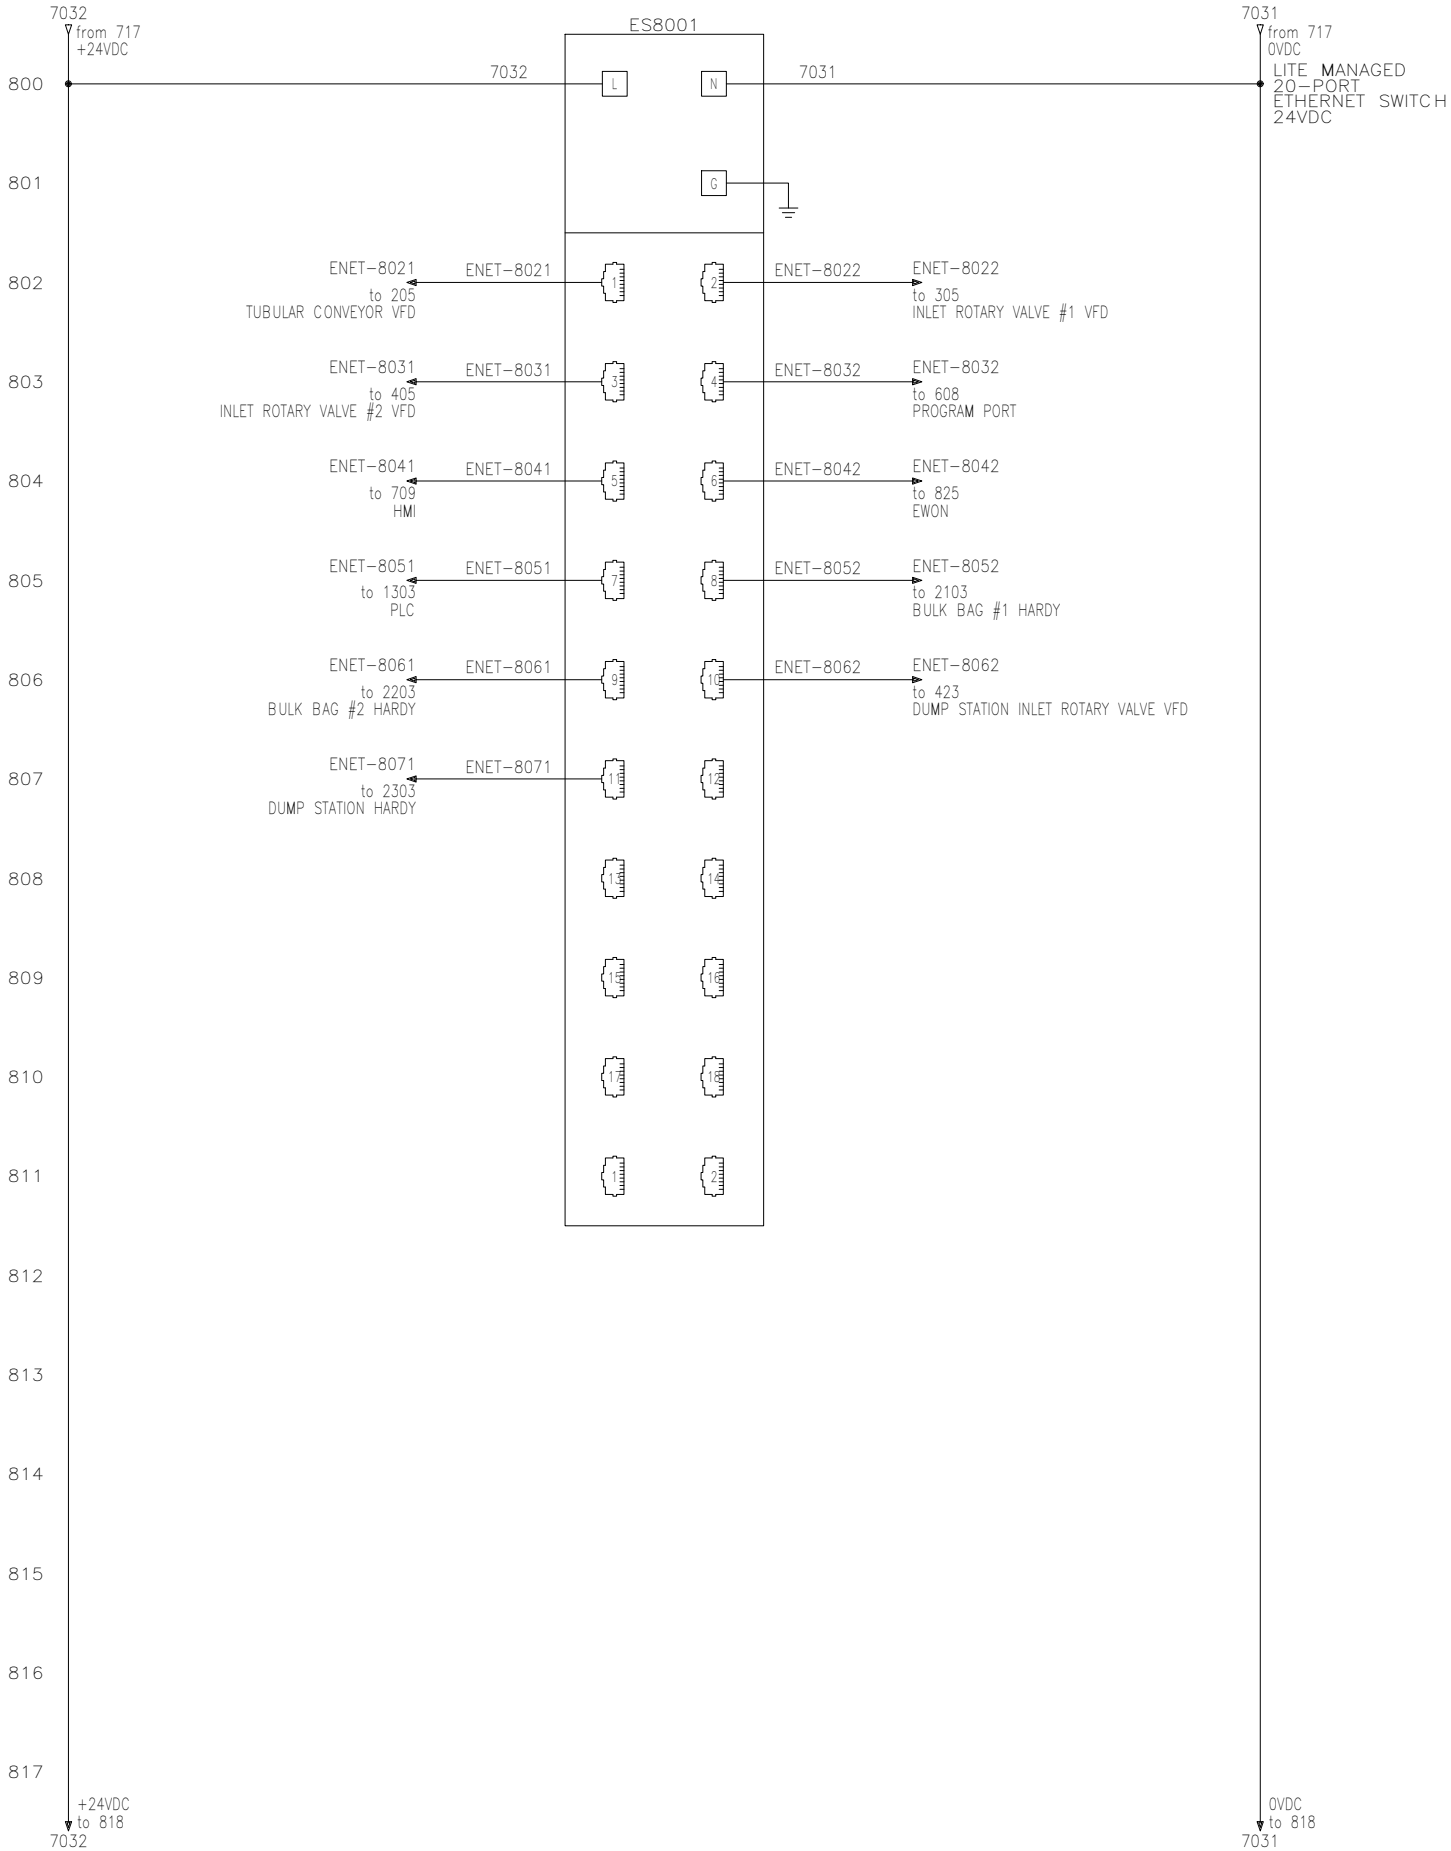 7032
from 717
+24VDC
ES8001
7031
from 717
0VDC
800
7032
L
N
7031
LITE MANAGED
20-PORT
ETHERNET SWITCH
24VDC
801
G
802
ENET-8021
to 205
TUBULAR CONVEYOR VFD
ENET-8021
1
2
ENET-8022
ENET-8022
to 305
INLET ROTARY VALVE #1 VFD
803
ENET-8031
to 405
INLET ROTARY VALVE #2 VFD
ENET-8031
3
4
ENET-8032
ENET-8032
to 608
PROGRAM PORT
804
ENET-8041
to 709
HMI
ENET-8041
5
6
ENET-8042
ENET-8042
to 825
EWON
805
ENET-8051
to 1303
PLC
ENET-8051
7
8
ENET-8052
ENET-8052
to 2103
BULK BAG #1 HARDY
806
ENET-8061
to 2203
BULK BAG #2 HARDY
ENET-8061
9
10
ENET-8062
ENET-8062
to 423
DUMP STATION INLET ROTARY VALVE VFD
807
ENET-8071
to 2303
DUMP STATION HARDY
ENET-8071
11
12
808
13
14
809
15
16
810
17
18
811
1
2
812
813
814
815
816
817
+24VDC
to 818
7032
0VDC
to 818
7031